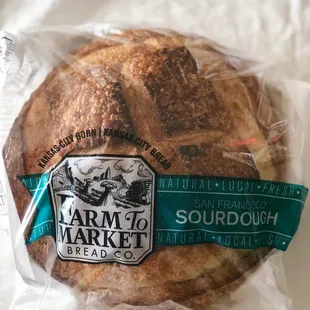 KANSAS CITY BORN | KANSAS CITY BREAD
FARM TO
MARKET
BREAD CO.
NATURAL • LOCAL • FRESH
SAN FRANCISCO
SOURDOUGH
NATURAL • LOCAL • FRESH